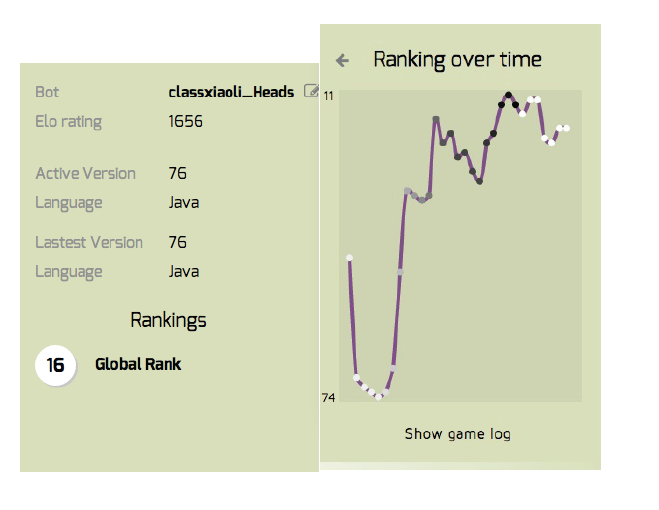 Bot classxiaoli_Heads
Elo rating 1656
Active Version 76
Language Java
Lastest Version 76
Language Java
Rankings
16 Global Rank
Ranking over time
11
74
Show game log